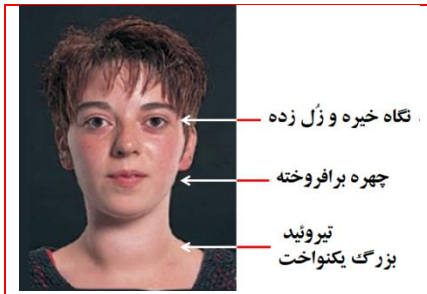 نگاه خیره و زُل زده
چهره برافروخته
تیروئید
بزرگ یکنواخت